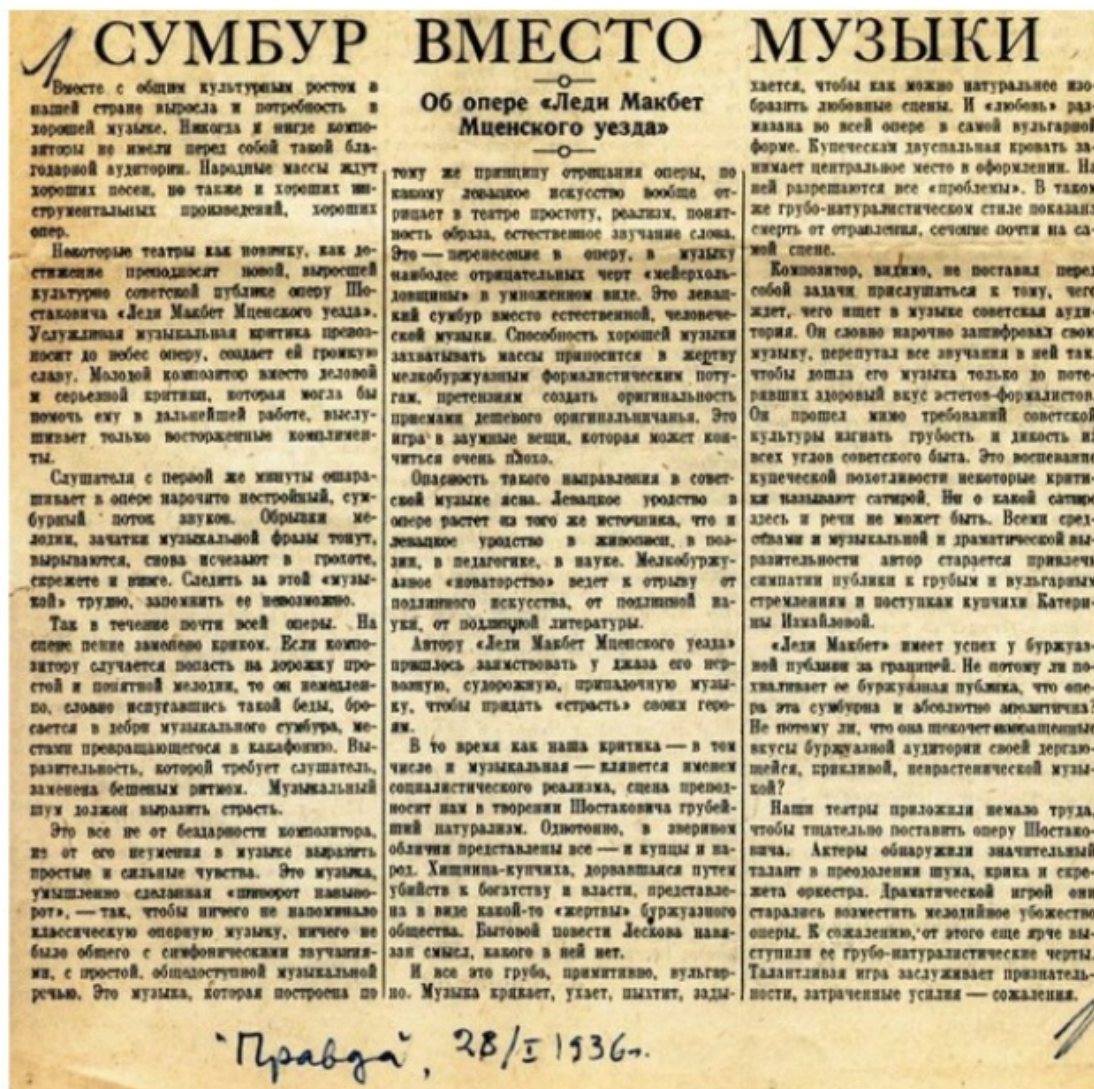 СУМБУР ВМЕСТО МУЗЫКИ
Вместе с общим культурным ростом в
нашей стране выросла и потребность в
хорошей музыке. Никогда и нигде компо-
зиторы не имели перед собой такой бла-
годарной аудитории. Народные массы ждут
хороших песен, но также и хороших ин-
струментальных произведений, хороших
опер.
Некоторые театры как новинку, как до-
стижение преподносят новой, выросшей
культурно советской публике оперу Шо-
стаковича «Леди Макбет Мценского уезда».
Услужливая музыкальная критика превоз-
носит до небес оперу, создает ей громкую
славу. Молодой композитор вместо деловой
и серьезной критики, которая могла бы
помочь ему в дальнейшей работе, выслу-
шивает только восторженные комплимен-
ты.
Слушателя с первой же минуты ошара-
шивает в опере нарочито нестройный, сум-
бурный поток звуков. Обрывки ме-
лодии, зачатки музыкальной фразы тонут,
вырываются, снова исчезают в грохоте,
скрежете и визге. Следить за этой «музы-
кой» трудно, запомнить ее невозможно.
Так в течение почти всей оперы. На
сцене пение заменено криком. Если компо-
зитору случается попасть на дорожку про-
стой и понятной мелодии, то он немедлен-
но, словно испугавшись такой беды, бро-
сается в дебри музыкального сумбура, ме-
стами превращающегося в какафонию. Вы-
разительность, которой требует слушатель,
заменена бешеным ритмом. Музыкальный
шум должен выразить страсть.
Это все не от бездарности композитора,
не от его неумения в музыке выразить
простые и сильные чувства. Это музыка,
умышленно сделанная «шиворот навыво-
рот», — так, чтобы ничего не напоминало
классическую оперную музыку, ничего не
было общего с симфоническими звучания-
ми, с простой, общедоступной музыкальной
речью. Это музыка, которая построена по
Об опере «Леди Макбет
Мценского уезда»
тому же принципу отрицания оперы, по
какому левацкое искусство вообще от-
рицает в театре простоту, реализм, понят-
ность образа, естественное звучание слова.
Это — перенесение в оперу, в музыку
наиболее отрицательных черт «мейерхоль-
довщины» в умноженном виде. Это левац-
кий сумбур вместо естественной, человече-
ской музыки. Способность хорошей музыки
захватывать массы приносится в жертву
мелкобуржуазным формалистическим поту-
гам, претензиям создать оригинальность
приемами дешевого оригинальничанья. Это
игра в заумные вещи, которая может кон-
читься очень плохо.
Опасность такого направления в совет-
ской музыке ясна. Левацкое уродство в
опере растет из того же источника, что и
левацкое уродство в живописи, в поэ-
зии, в педагогике, в науке. Мелкобуржу-
азное «новаторство» ведет к отрыву от
подлинного искусства, от подлинной на-
уки, от подлинной литературы.
Автору «Леди Макбет Мценского уезда»
пришлось заимствовать у джаза его нер-
возную, судорожную, припадочную музы-
ку, чтобы придать «страсть» своим геро-
ям.
В то время как наша критика — в том
числе и музыкальная — клянется именем
социалистического реализма, сцена препод-
носит нам в творении Шостаковича грубей-
ший натурализм. Однотонно, в зверином
обличии представлены все — и купцы и на-
род. Хищница-купчиха, дорвавшаяся путем
убийств к богатству и власти, представле-
на в виде какой-то «жертвы» буржуазного
общества. Бытовой повести Лескова навя-
зан смысл, какого в ней нет.
И все это грубо, примитивно, вульгар-
но. Музыка крякает, ухает, пыхтит, зады-
хается, чтобы как можно натуральнее изо-
бразить любовные сцены. И «любовь» раз-
мазана во всей опере в самой вульгарной
форме. Купеческая двуспальная кровать за-
нимает центральное место в оформлении. На
ней разрешаются все «проблемы». В таком
же грубо-натуралистическом стиле показана
смерть от отравления, сечение почти на са-
мой сцене.
Композитор, видимо, не поставил перед
собой задачи прислушаться к тому, чего
ждет, чего ищет в музыке советская ауди-
тория. Он словно нарочно зашифровал свою
музыку, перепутал все звучания в ней так,
чтобы дошла его музыка только до поте-
рявших здоровый вкус эстетов-формалистов.
Он прошел мимо требований советской
культуры изгнать грубость и дикость из
всех углов советского быта. Это воспевание
купеческой похотливости некоторые крити-
ки называют сатирой. Ни о какой сатире
здесь и речи не может быть. Всеми сред-
ствами и музыкальной и драматической вы-
разительности автор старается привлечь
симпатии публики к грубым и вульгарным
стремлениям и поступкам купчихи Катери-
ны Измайловой.
«Леди Макбет» имеет успех у буржуаз-
ной публики за границей. Не потому ли по-
хваливает ее буржуазная публика, что опе-
ра эта сумбурна и абсолютно аполитична?
Не потому ли, что она щекочет извращенные
вкусы буржуазной аудитории своей дергаю-
щейся, крикливой, неврастенической музы-
кой?
Наши театры приложили немало труда,
чтобы тщательно поставить оперу Шостако-
вича. Актеры обнаружили значительный
талант в преодолении шума, крика и скре-
жета оркестра. Драматической игрой они
старались возместить мелодийное убожество
оперы. К сожалению, от этого еще ярче вы-
ступили ее грубо-натуралистические черты.
Талантливая игра заслуживает признатель-
ности, затраченные усилия — сожаления.
"Правда", 28/I 1936г.